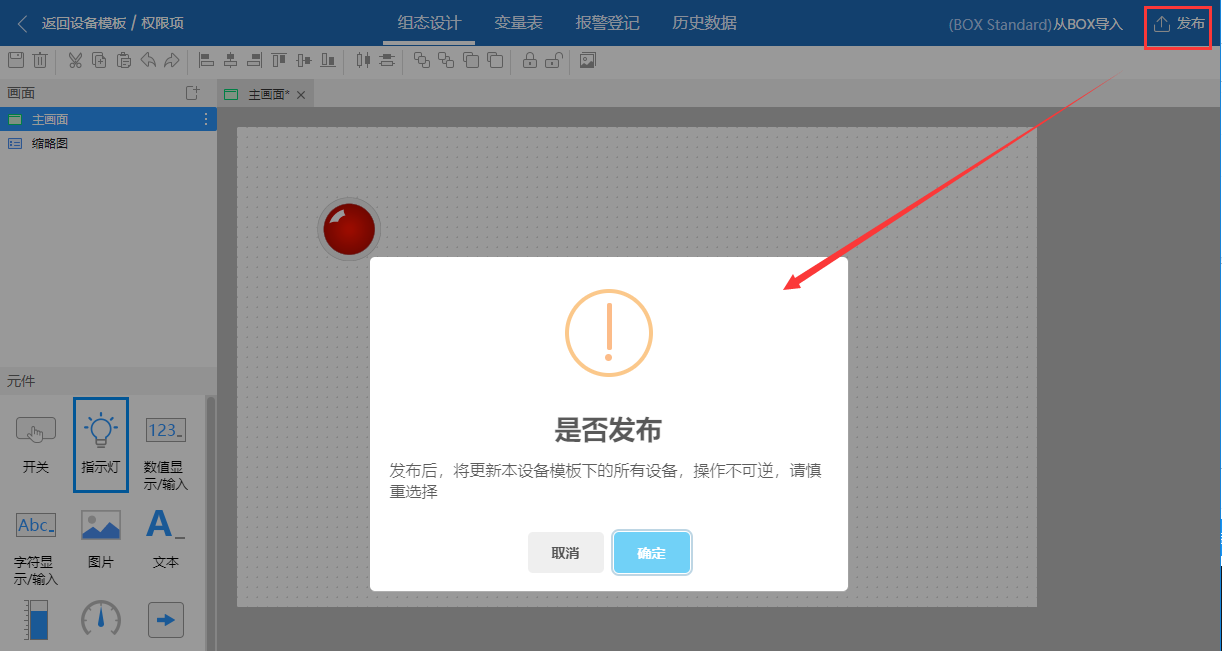 返回设备模板 / 权限项
组态设计
变量表
报警登记
历史数据
(BOX Standard)从BOX导入
发布
画面
主画面* ×
主画面
缩略图
是否发布
发布后，将更新本设备模板下的所有设备，操作不可逆，请慎
重选择
取消
确定
元件
开关
指示灯
123_
数值显
示/输入
Abc_
字符显
示/输入
图片
A_
文本